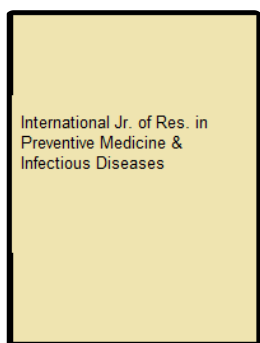 International Jr. of Res. in
Preventive Medicine &
Infectious Diseases